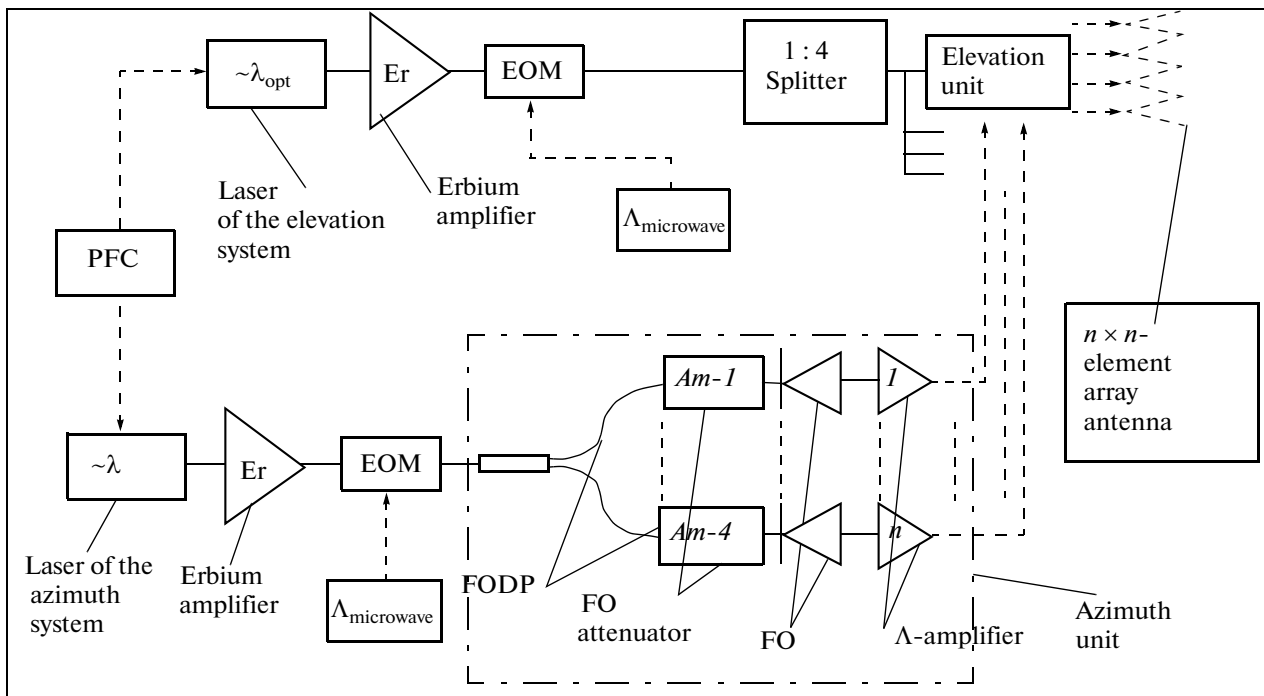 ~λopt
Er
EOM
1 : 4
Splitter
Elevation
unit
Laser
of the elevation
system
Erbium
amplifier
Λmicrowave
PFC
n × n-
element
array
antenna
~λ
Er
EOM
Am-1
1
Am-4
n
Laser of the
azimuth
system
Erbium
amplifier
Λmicrowave
FODP
FO
attenuator
FO
Λ-amplifier
Azimuth
unit